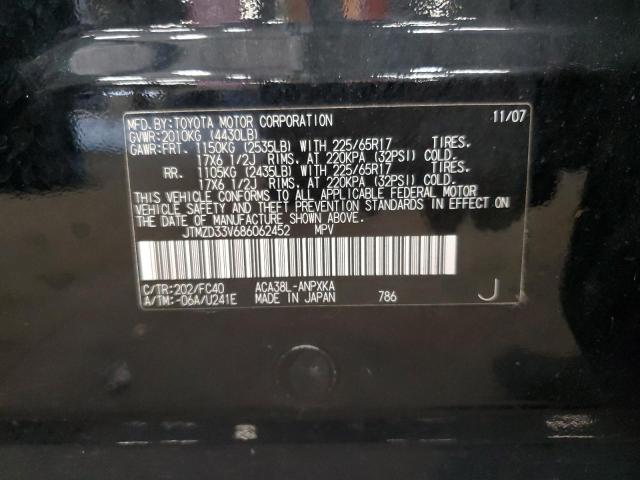 MFD. BY: TOYOTA MOTOR CORPORATION 11/07
GVWR: 2010KG (4430LB)
GAWR: FRT. 1150KG (2535LB) WITH 225/65R17 TIRES.
17X6 1/2J RIMS. AT 220KPA (32PSI) COLD.
RR. 1105KG (2435LB) WITH 225/65R17 TIRES.
17X6 1/2J RIMS. AT 220KPA (32PSI) COLD.
THIS VEHICLE CONFORMS TO ALL APPLICABLE FEDERAL MOTOR
VEHICLE SAFETY AND THEFT PREVENTION STANDARDS IN EFFECT ON
THE DATE OF MANUFACTURE SHOWN ABOVE.
JTMZD33V686062452 MPV
C/TR: 202/FC40 ACA38L-ANPXKA
A/TM: -06A/U241E MADE IN JAPAN 786 J